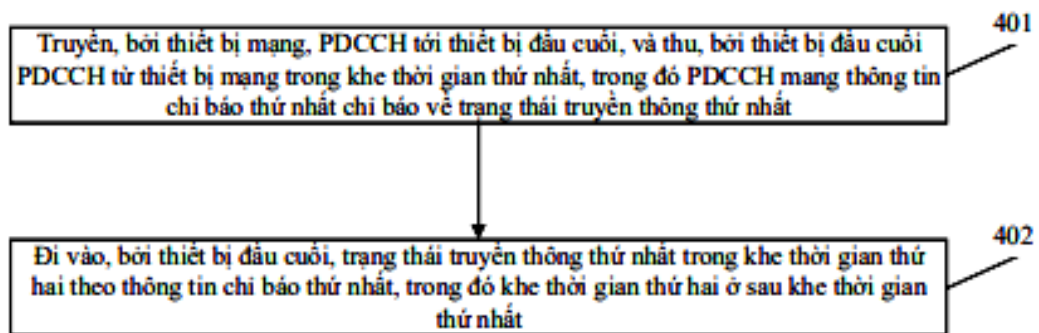 401
Truyền, bởi thiết bị mạng, PDCCH tới thiết bị đầu cuối, và thu, bởi thiết bị đầu cuối
PDCCH từ thiết bị mạng trong khe thời gian thứ nhất, trong đó PDCCH mang thông tin
chỉ báo thứ nhất chỉ báo về trạng thái truyền thông thứ nhất
402
Đi vào, bởi thiết bị đầu cuối, trạng thái truyền thông thứ nhất trong khe thời gian thứ
hai theo thông tin chỉ báo thứ nhất, trong đó khe thời gian thứ hai ở sau khe thời gian
thứ nhất